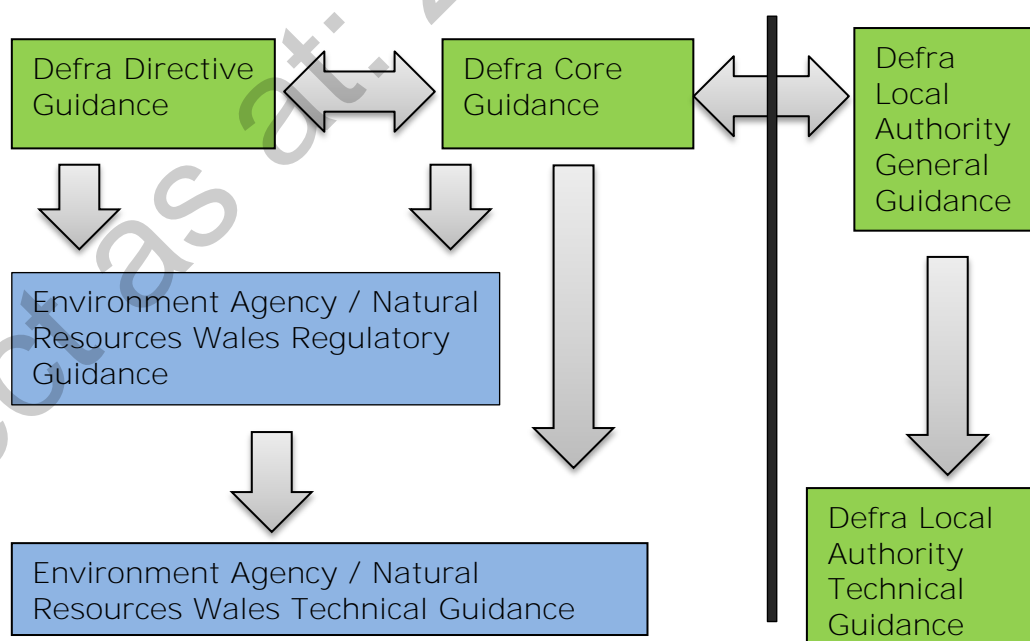 Defra Directive
Guidance
Defra Core
Guidance
Defra
Local
Authority
General
Guidance
Environment Agency / Natural
Resources Wales Regulatory
Guidance
Environment Agency / Natural
Resources Wales Technical Guidance
Defra Local
Authority
Technical
Guidance